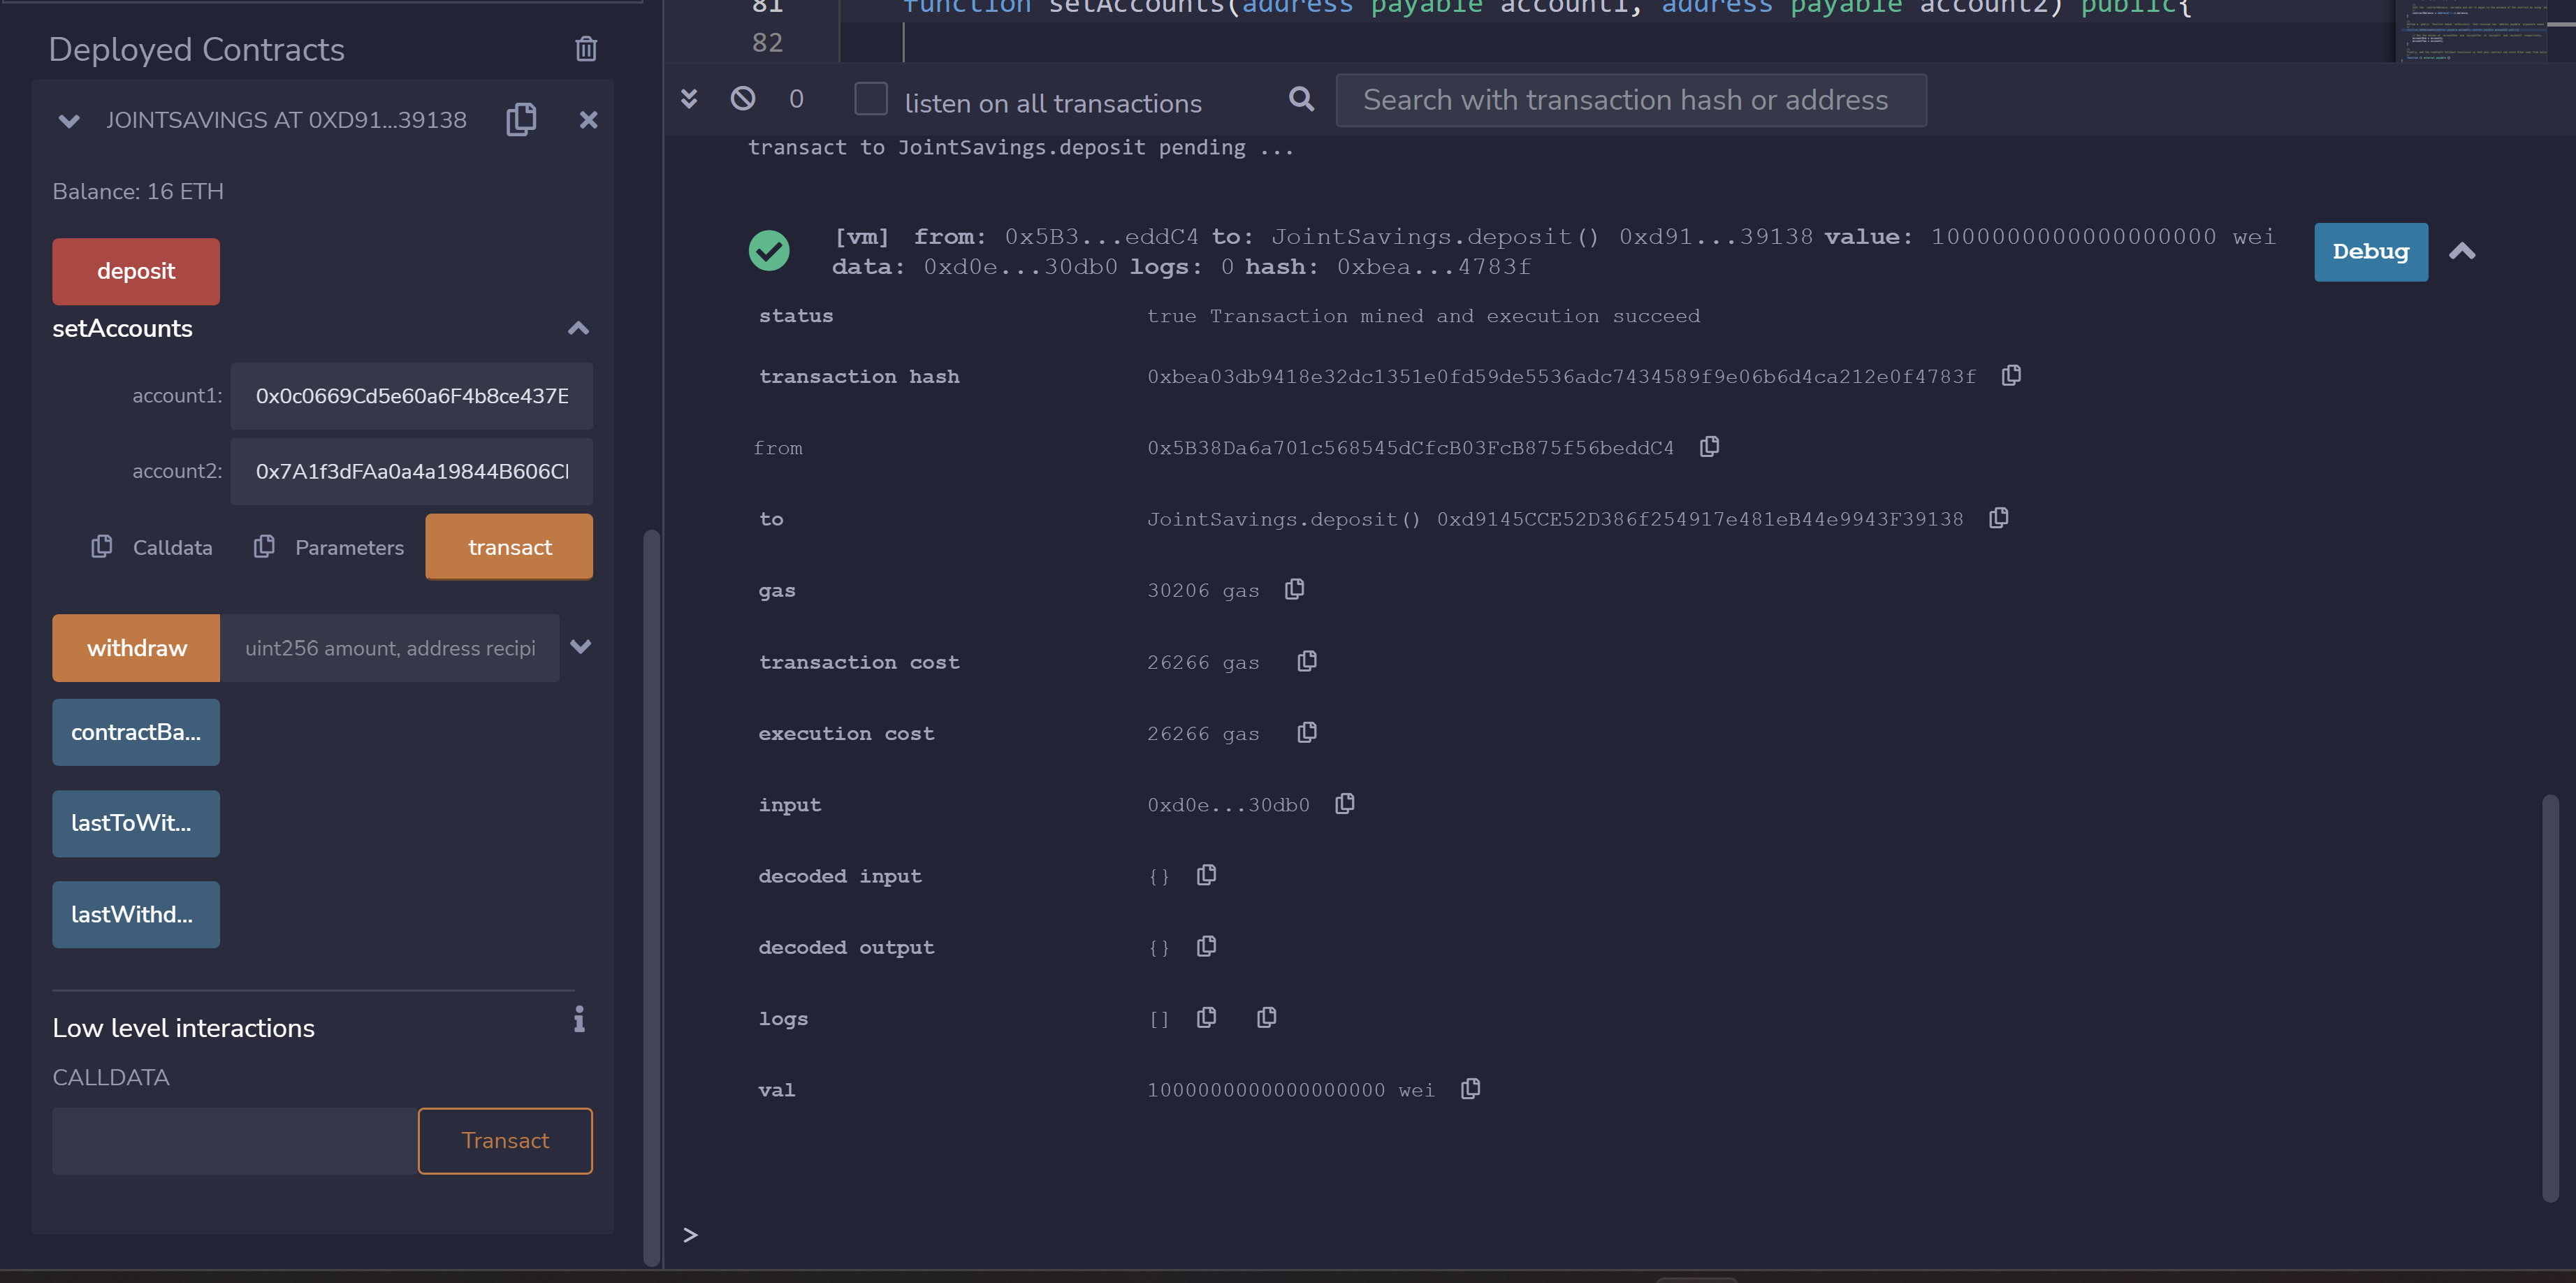 Deployed Contracts
JOINTSAVINGS AT 0XD91...39138
Balance: 16 ETH
deposit
setAccounts
account1: 0x0c0669Cd5e60a6F4b8ce437E
account2: 0x7A1f3dFAa0a4a19844B606CI
Calldata Parameters transact
withdraw uint256 amount, address recipi
contractBa...
lastToWit...
lastWithd...
Low level interactions
CALLDATA
Transact
81 function setAccounts(address payable account1, address payable account2) public{
82
0 listen on all transactions Search with transaction hash or address
transact to JointSavings.deposit pending ...
[vm] from: 0x5B3...eddC4 to: JointSavings.deposit() 0xd91...39138 value: 1000000000000000000 wei
data: 0xd0e...30db0 logs: 0 hash: 0xbea...4783f
Debug
status true Transaction mined and execution succeed
transaction hash 0xbea03db9418e32dc1351e0fd59de5536adc7434589f9e06b6d4ca212e0f4783f
from 0x5B38Da6a701c568545dCfcB03FcB875f56beddC4
to JointSavings.deposit() 0xd9145CCE52D386f254917e481eB44e9943F39138
gas 30206 gas
transaction cost 26266 gas
execution cost 26266 gas
input 0xd0e...30db0
decoded input {}
decoded output {}
logs []
val 1000000000000000000 wei
>